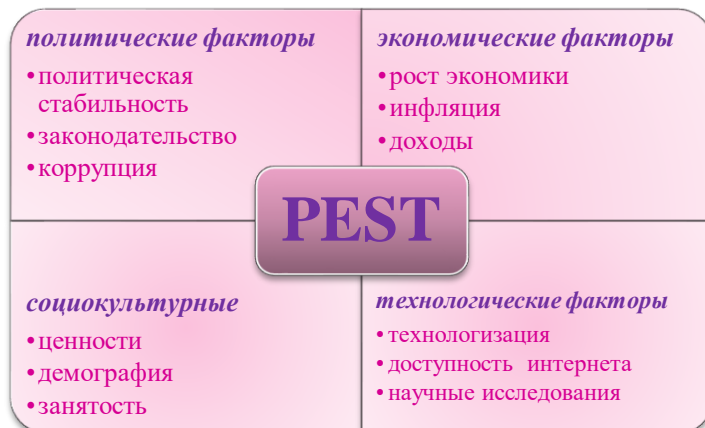 политические факторы
•политическая
стабильность
•законодательство
•коррупция
экономические факторы
•рост экономики
•инфляция
•доходы
PEST
социокультурные
•ценности
•демография
•занятость
технологические факторы
•технологизация
•доступность интернета
•научные исследования